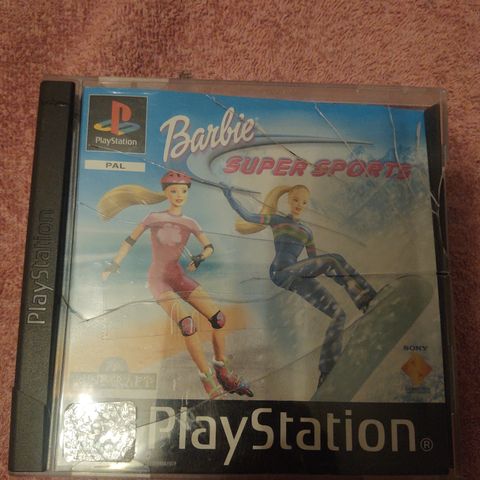 PlayStation
PAL
Barbie
SUPER SPORTS
PlayStation
SONY
PlayStation®